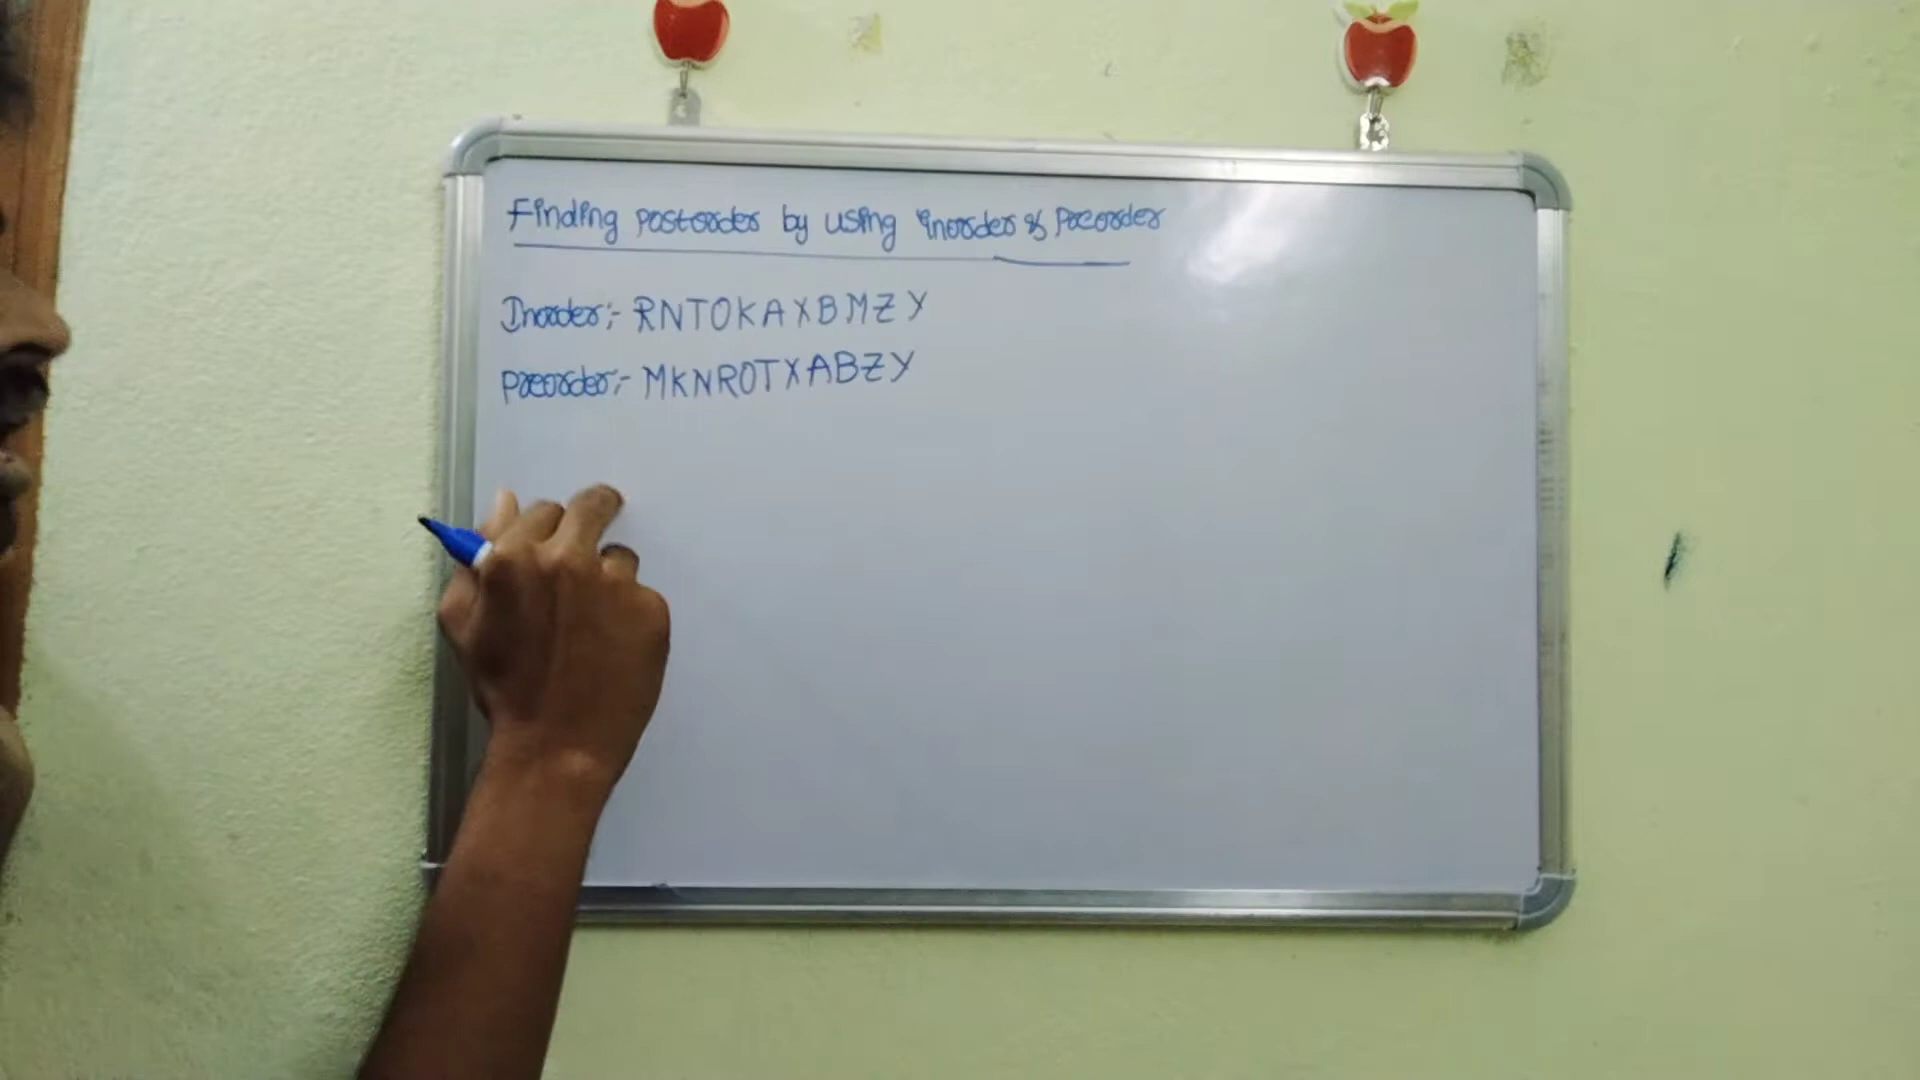 Finding postorder by using inorder & Preorder
Inorder:- RNTOKAXBMZY
preorder:- MKNROTXABZY